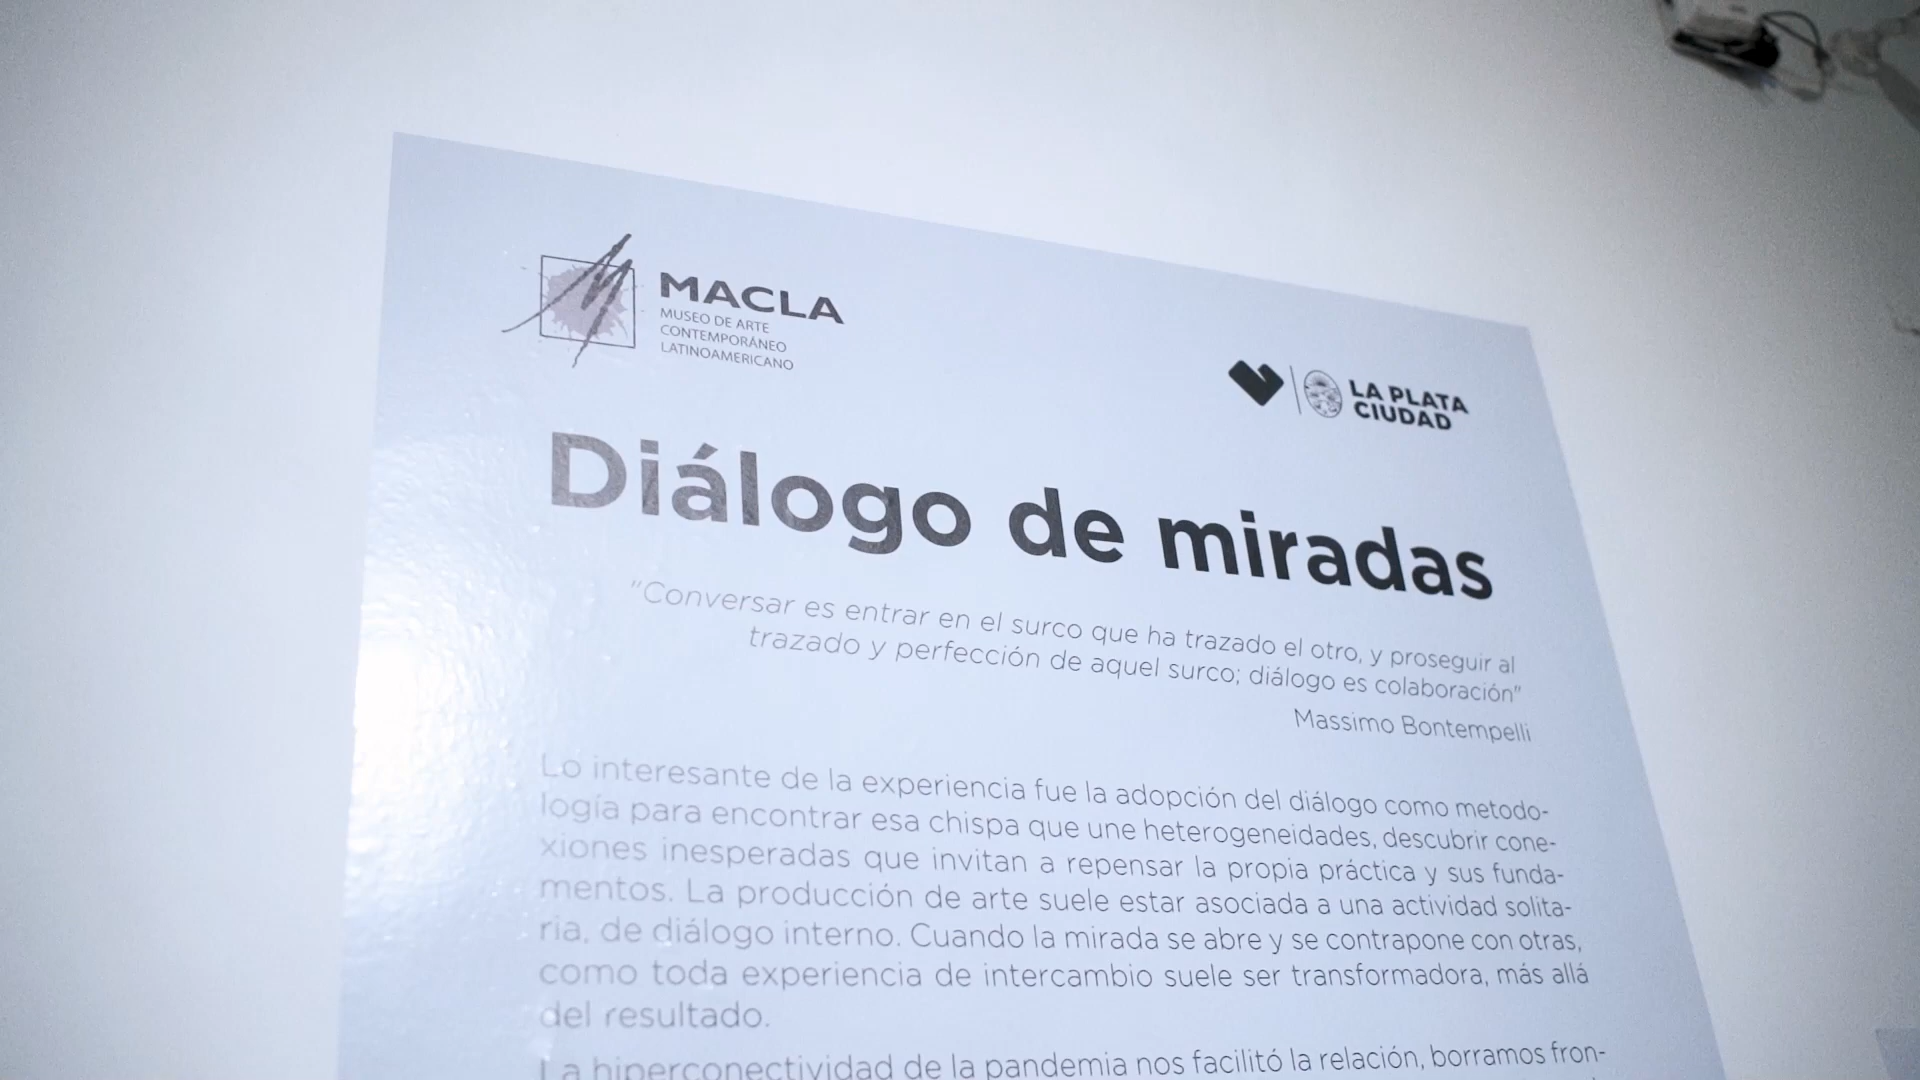 MACLA
MUSEO DE ARTE
CONTEMPORÁNEO
LATINOAMERICANO
LA PLATA
CIUDAD
Diálogo de miradas
"Conversar es entrar en el surco que ha trazado el otro, y proseguir al
trazado y perfección de aquel surco; diálogo es colaboración"
Massimo Bontempelli
Lo interesante de la experiencia fue la adopción del diálogo como metodo-
logía para encontrar esa chispa que une heterogeneidades, descubrir cone-
xiones inesperadas que invitan a repensar la propia práctica y sus funda-
mentos. La producción de arte suele estar asociada a una actividad solita-
ria, de diálogo interno. Cuando la mirada se abre y se contrapone con otras,
como toda experiencia de intercambio suele ser transformadora, más allá
del resultado.
La hiperconectividad de la pandemia nos facilitó la relación, borramos fron-